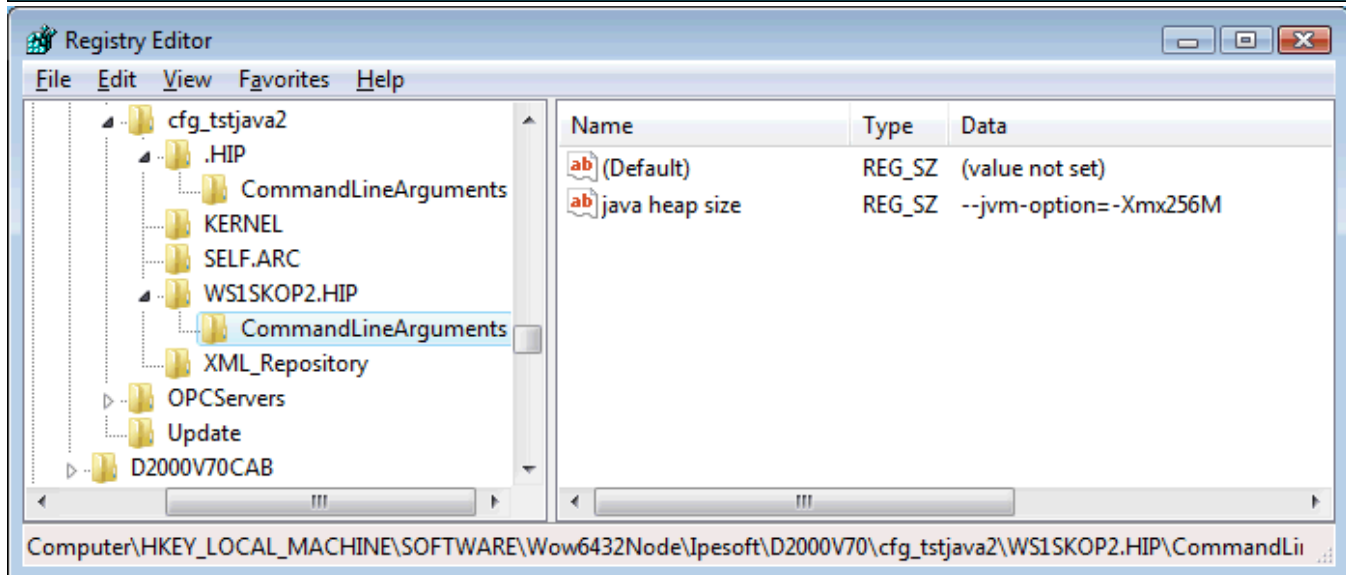 Registry Editor
File Edit View Favorites Help
cfg_tstjava2
.HIP
CommandLineArguments
KERNEL
SELF.ARC
WS1SKOP2.HIP
CommandLineArguments
XML_Repository
OPCServers
Update
D2000V70CAB
Name Type Data
ab (Default) REG_SZ (value not set)
ab java heap size REG_SZ --jvm-option=-Xmx256M
Computer\HKEY_LOCAL_MACHINE\SOFTWARE\Wow6432Node\Ipesoft\D2000V70\cfg_tstjava2\WS1SKOP2.HIP\CommandLi